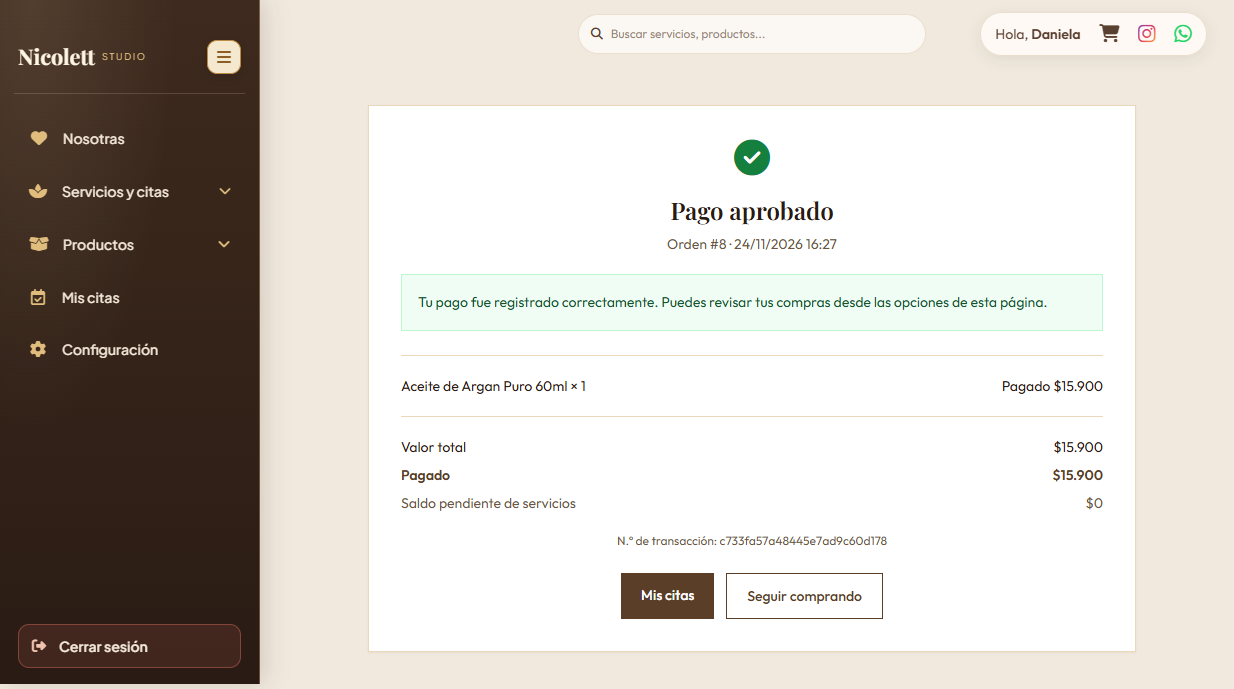 Nicolett STUDIO
Buscar servicios, productos...
Hola, Daniela
Nosotras
Servicios y citas
Productos
Mis citas
Configuración
Cerrar sesión
Pago aprobado
Orden #8 · 24/11/2026 16:27
Tu pago fue registrado correctamente. Puedes revisar tus compras desde las opciones de esta página.
Aceite de Argan Puro 60ml × 1 Pagado $15.900
Valor total $15.900
Pagado $15.900
Saldo pendiente de servicios $0
N.º de transacción: c733fa57a48445e7ad9c60d178
Mis citas Seguir comprando